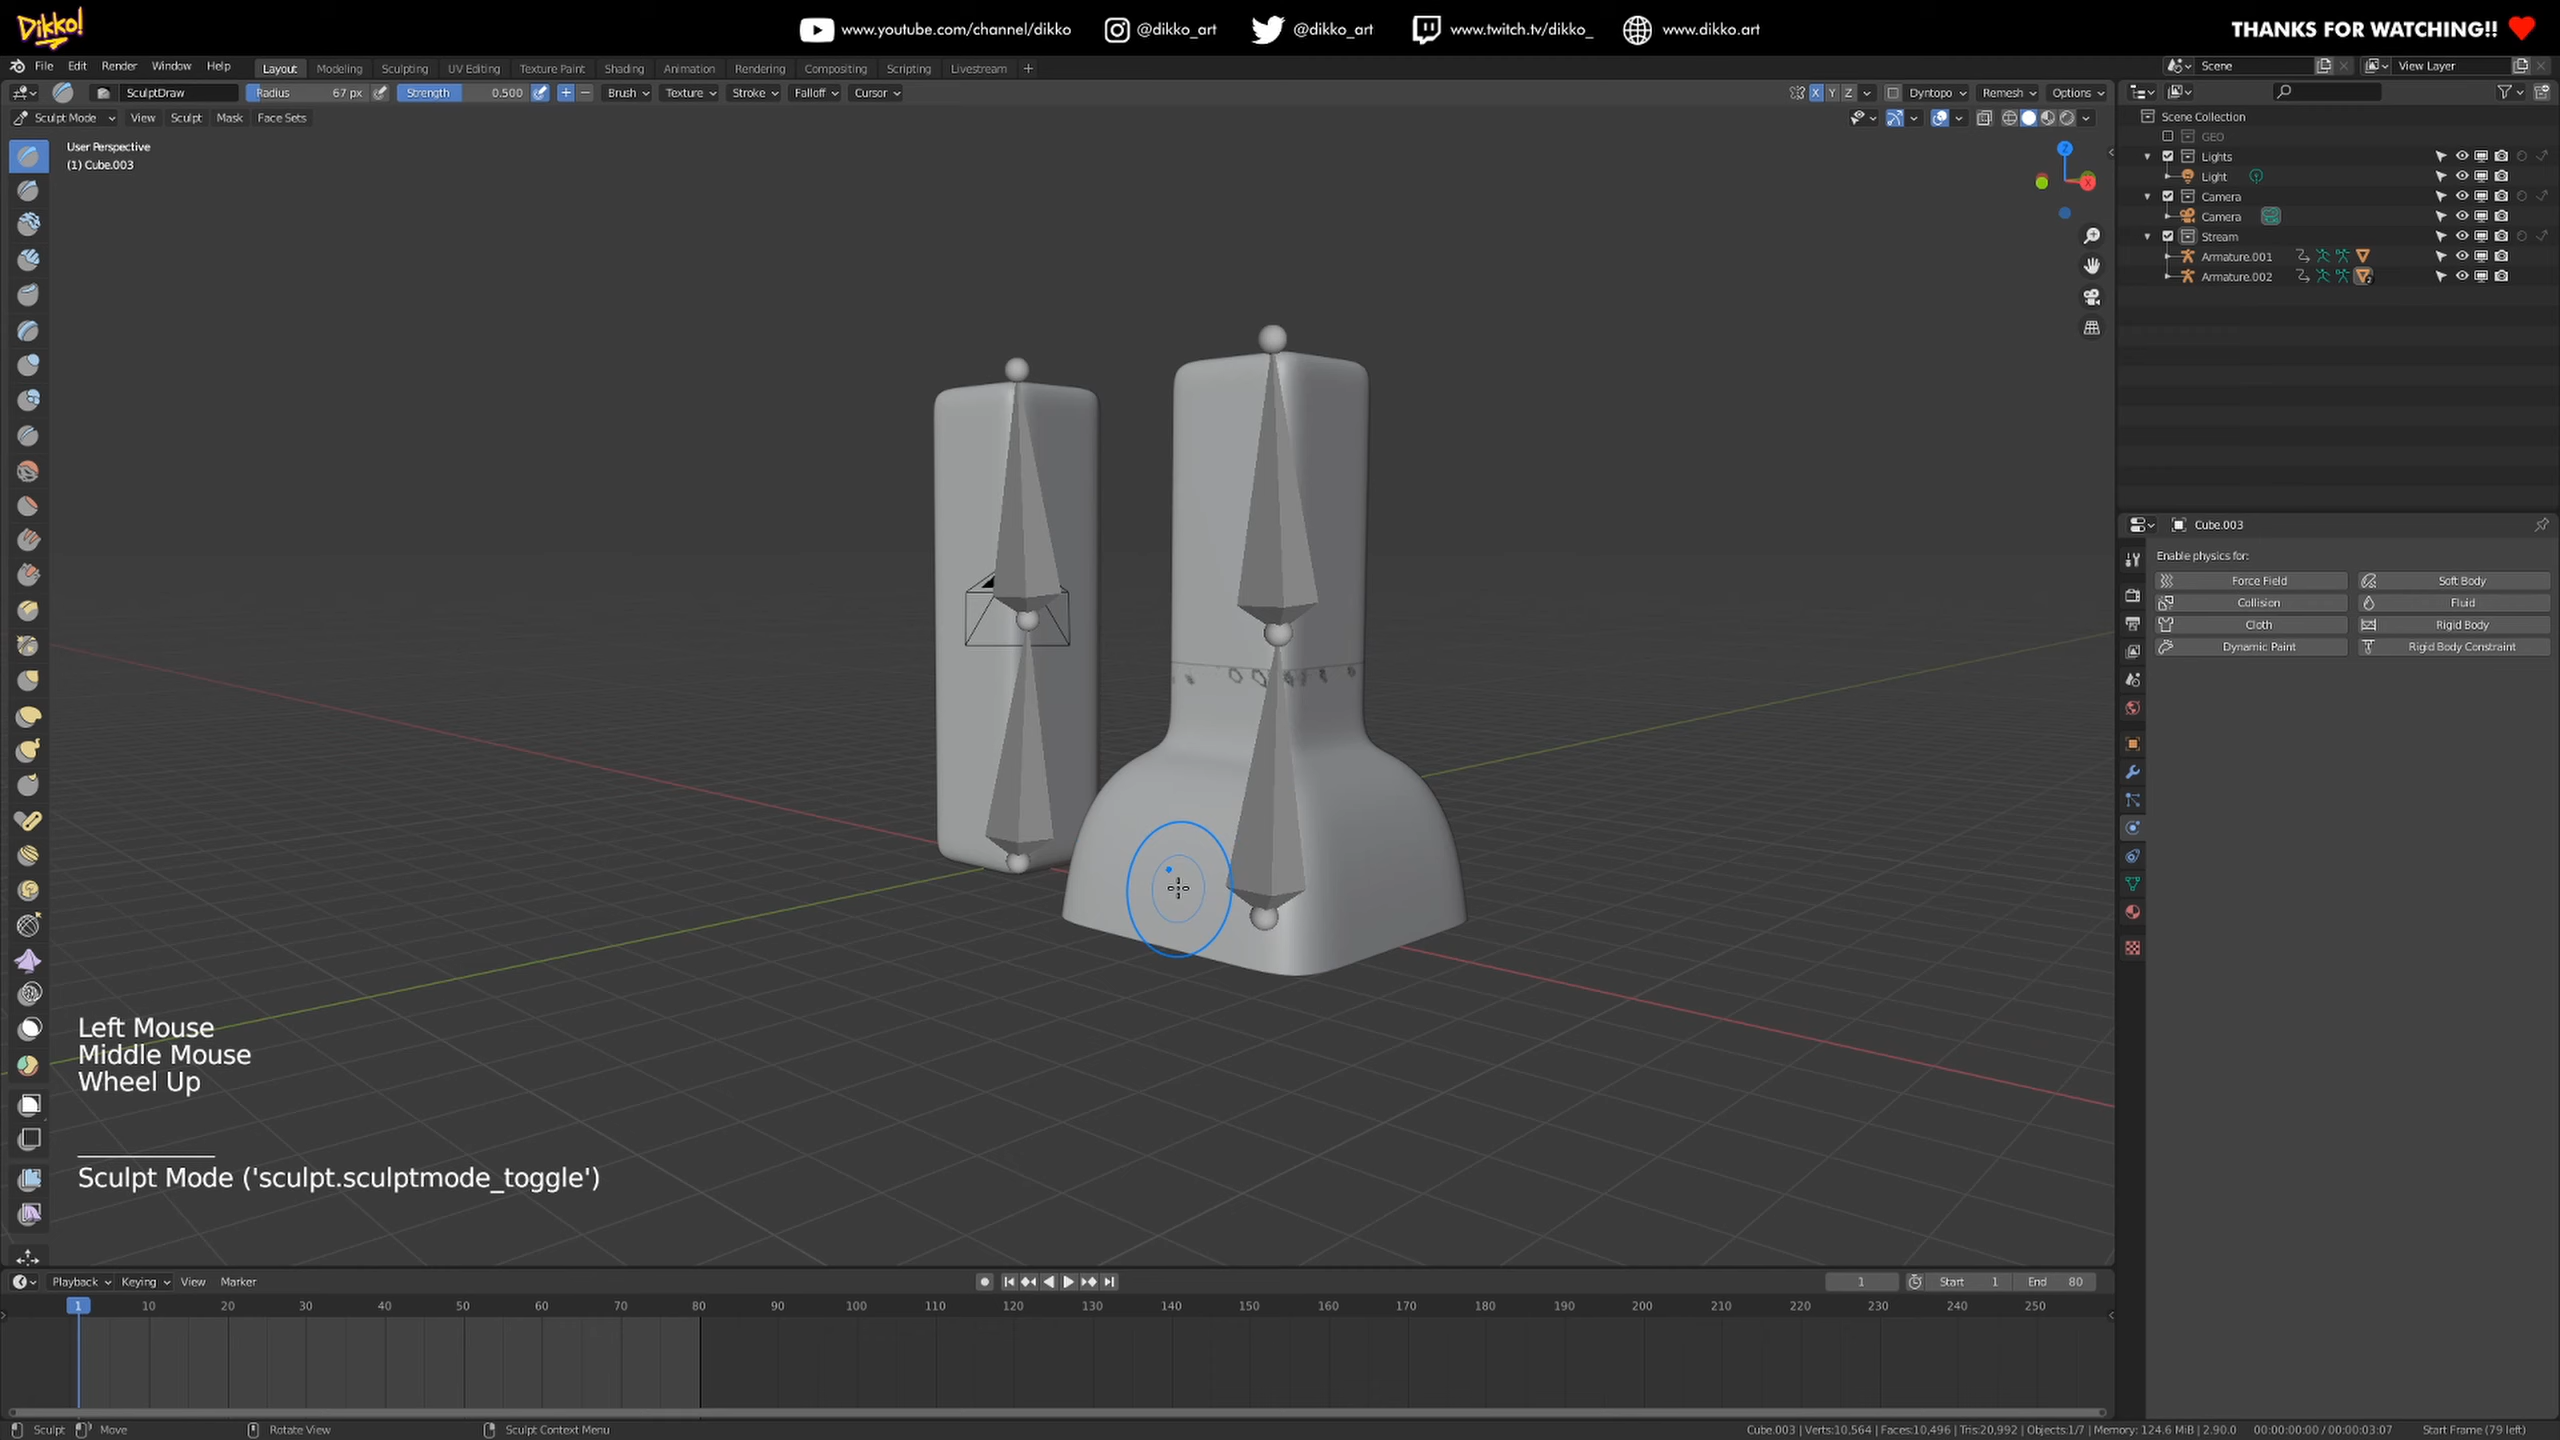 Dikko!
www.youtube.com/channel/dikko
@dikko_art
@dikko_art
www.twitch.tv/dikko_
www.dikko.art
THANKS FOR WATCHING!!
File Edit Render Window Help
Layout Modeling Sculpting UV Editing Texture Paint Shading Animation Rendering Compositing Scripting Livestream +
Scene
View Layer
SculptDraw
Radius 67 px
Strength 0.500
Brush Texture Stroke Falloff Cursor
X Y Z
Dyntopo Remesh Options
Sculpt Mode View Sculpt Mask Face Sets
User Perspective
(1) Cube.003
Z
X
Scene Collection
GEO
Lights
Light
Camera
Camera
Stream
Armature.001
Armature.002
2
Cube.003
Enable physics for:
Force Field Soft Body
Collision Fluid
Cloth Rigid Body
Dynamic Paint Rigid Body Constraint
Left Mouse
Middle Mouse
Wheel Up
Sculpt Mode ('sculpt.sculptmode_toggle')
Playback Keying View Marker
1
Start 1
End 80
1 10 20 30 40 50 60 70 80 90 100 110 120 130 140 150 160 170 180 190 200 210 220 230 240 250
Sculpt Move Rotate View Sculpt Context Menu
Cube.003 | Verts:10,564 | Faces:10,496 | Tris:20,992 | Objects:1/7 | Memory: 124.6 MiB | 2.90.0
00:00:00:00 / 00:00:03:07
Start Frame (79 left)